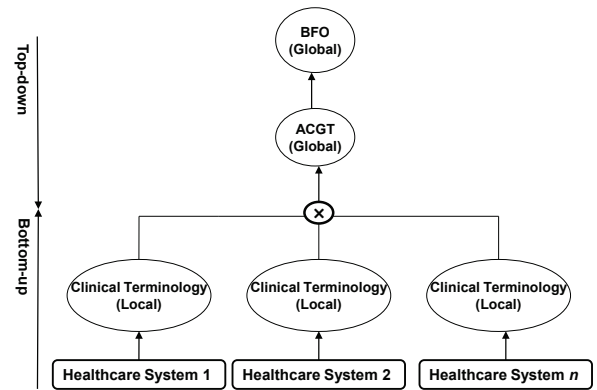 BFO
(Global)
Top-down
ACGT
(Global)
×
Bottom-up
Clinical Terminology
(Local)
Clinical Terminology
(Local)
Clinical Terminology
(Local)
Healthcare System 1
Healthcare System 2
Healthcare System n